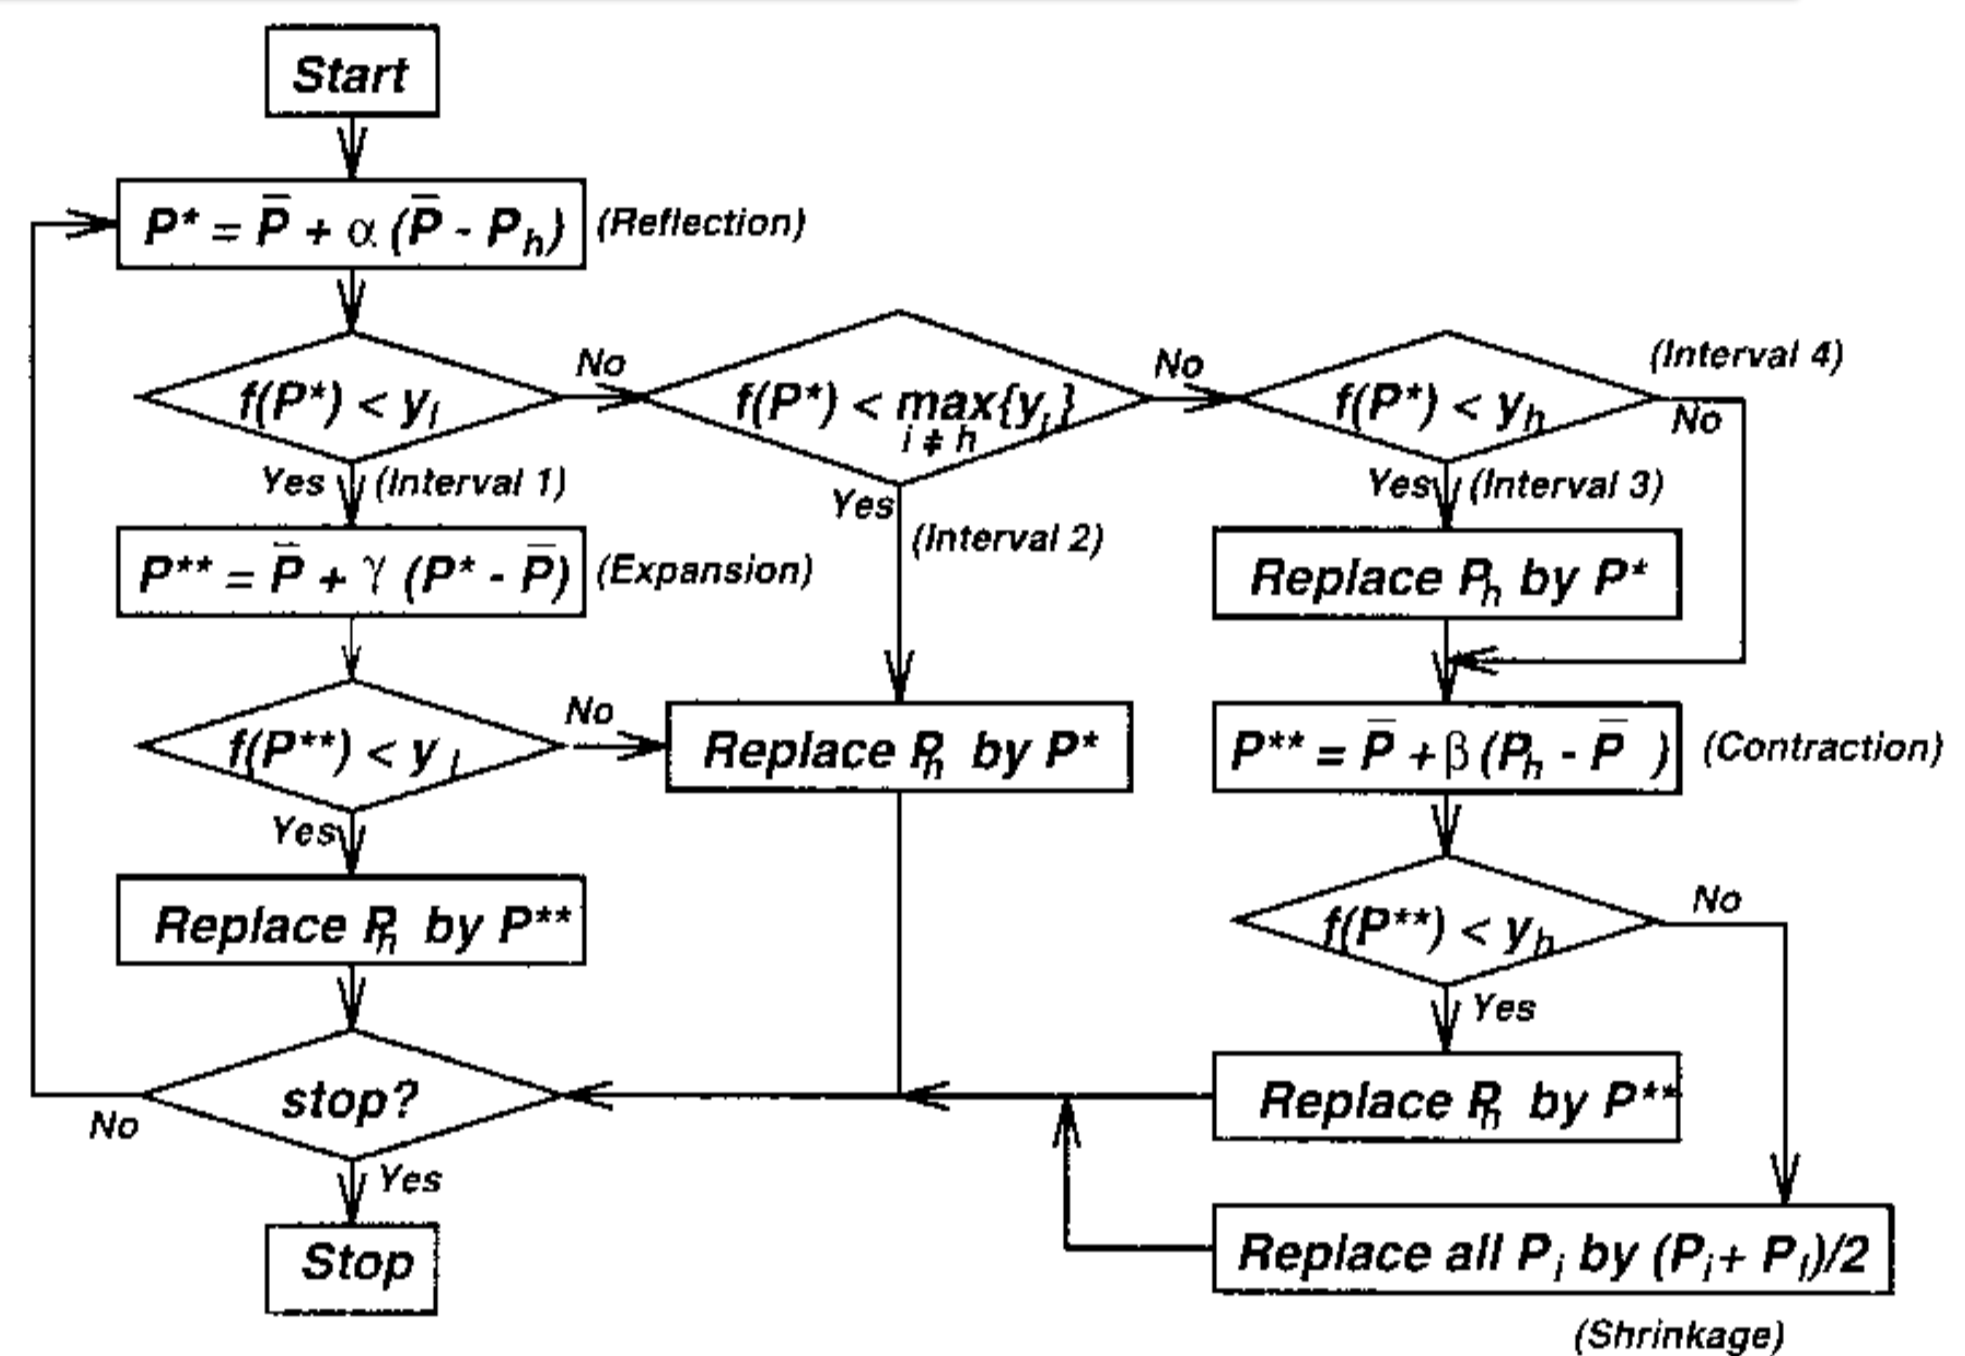 Start
P* = P̄ + α (P̄ - Pₕ)
(Reflection)
f(P*) < yₗ
No
f(P*) < max{yᵢ}
i ≠ h
No
f(P*) < yₕ
(Interval 4)
No
Yes
(Interval 1)
Yes
(Interval 2)
Yes
(Interval 3)
P** = P̄ + γ (P* - P̄)
(Expansion)
Replace Pₕ by P*
f(P**) < yₗ
No
Replace Pₕ by P*
P** = P̄ + β (Pₕ - P̄ )
(Contraction)
Yes
Replace Pₕ by P**
f(P**) < yₕ
No
Yes
stop?
No
Replace Pₕ by P**
Yes
Stop
Replace all Pᵢ by (Pᵢ + Pₗ)/2
(Shrinkage)